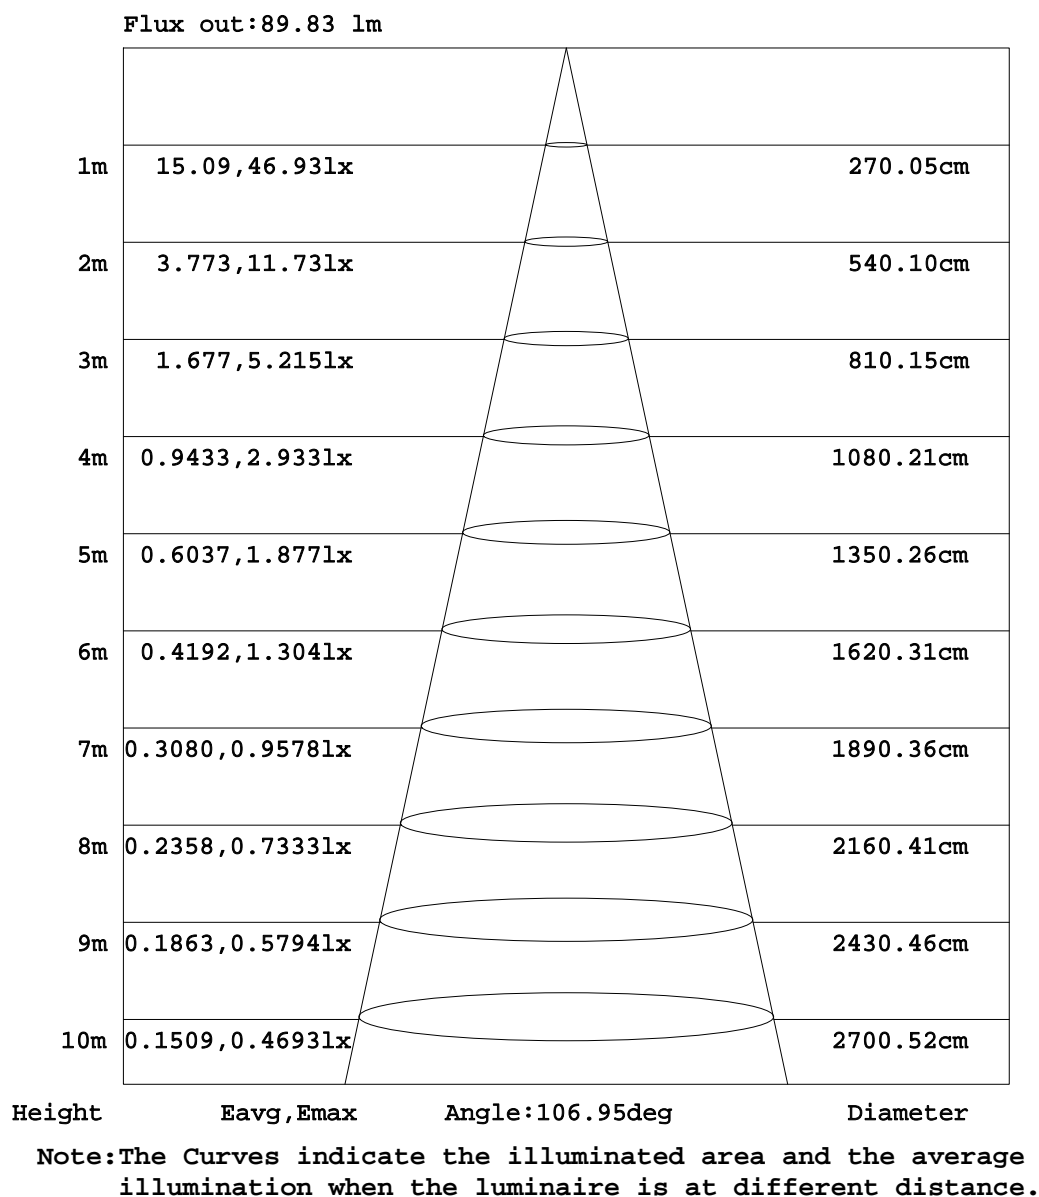 Flux out:89.83 lm
1m 15.09,46.93lx 270.05cm
2m 3.773,11.73lx 540.10cm
3m 1.677,5.215lx 810.15cm
4m 0.9433,2.933lx 1080.21cm
5m 0.6037,1.877lx 1350.26cm
6m 0.4192,1.304lx 1620.31cm
7m 0.3080,0.9578lx 1890.36cm
8m 0.2358,0.7333lx 2160.41cm
9m 0.1863,0.5794lx 2430.46cm
10m 0.1509,0.4693lx 2700.52cm
Height Eavg,Emax Angle:106.95deg Diameter
Note:The Curves indicate the illuminated area and the average
illumination when the luminaire is at different distance.